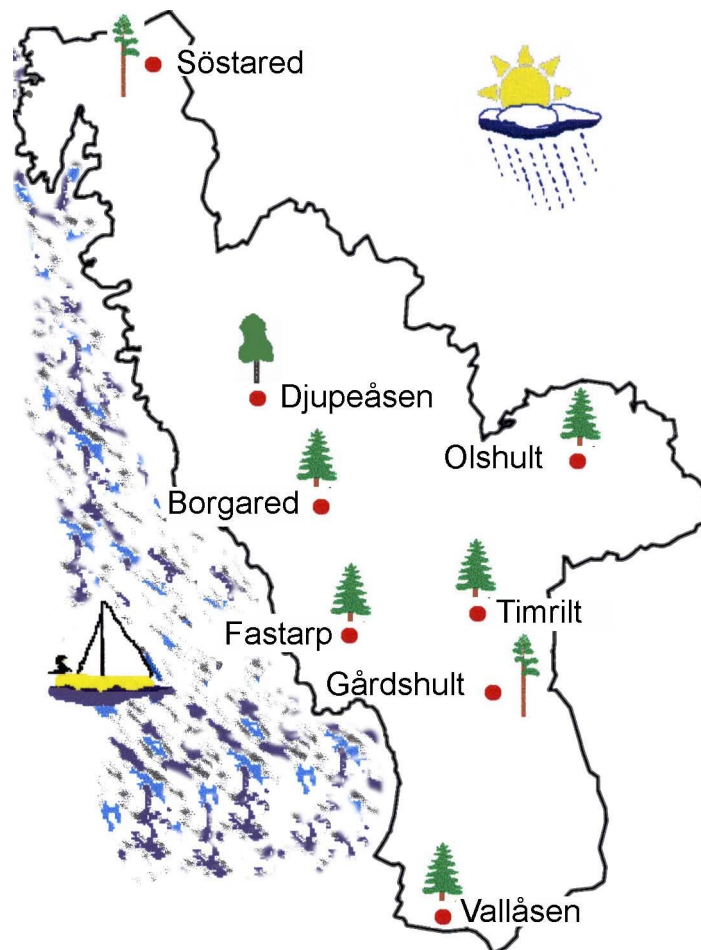 Söstared
Djupeåsen
Olshult
Borgared
Timrilt
Fastarp
Gårdshult
Vallåsen